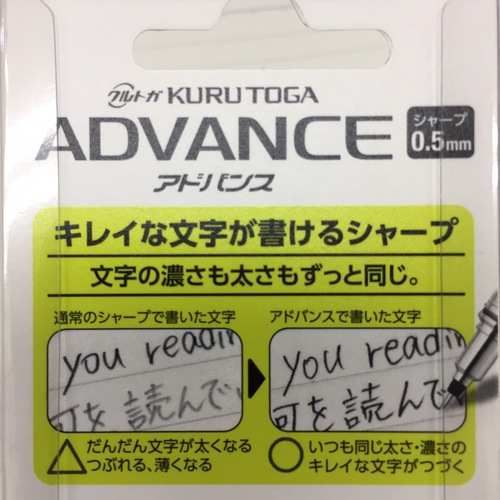 クルトガ KURU TOGA
ADVANCE シャープ 0.5mm
アドバンス
キレイな文字が書けるシャープ
文字の濃さも太さもずっと同じ。
通常のシャープで書いた文字
アドバンスで書いた文字
you readin
可を読んで、
you readin
可を読んで
だんだん文字が太くなる
つぶれる、薄くなる
いつも同じ太さ・濃さの
キレイな文字がつづく